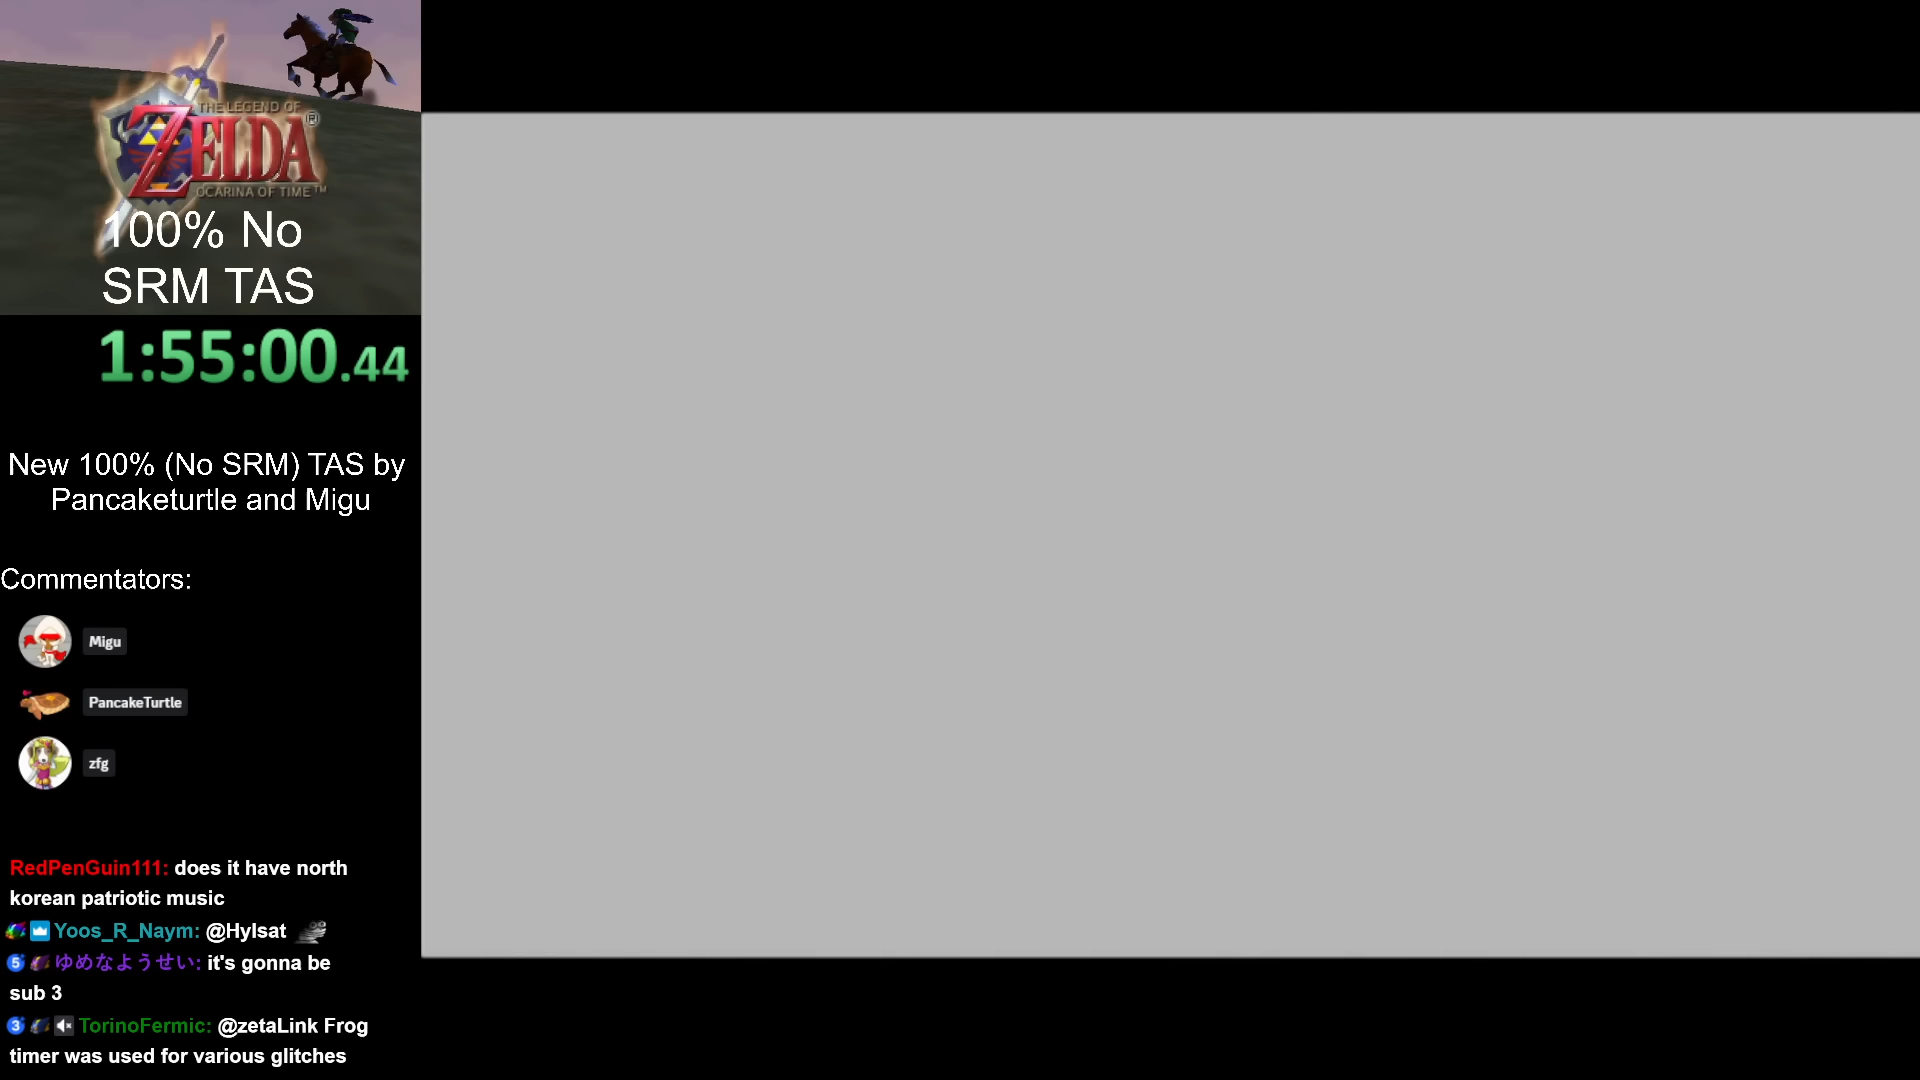 THE LEGEND OF
ZELDA®
OCARINA OF TIME™
100% No
SRM TAS
1:55:00.44
New 100% (No SRM) TAS by
Pancaketurtle and Migu
Commentators:
Migu
PancakeTurtle
zfg
RedPenGuin111: does it have north
korean patriotic music
Yoos_R_Naym: @Hylsat
5 ゆめなようせい: it's gonna be
sub 3
3 TorinoFermic: @zetaLink Frog
timer was used for various glitches